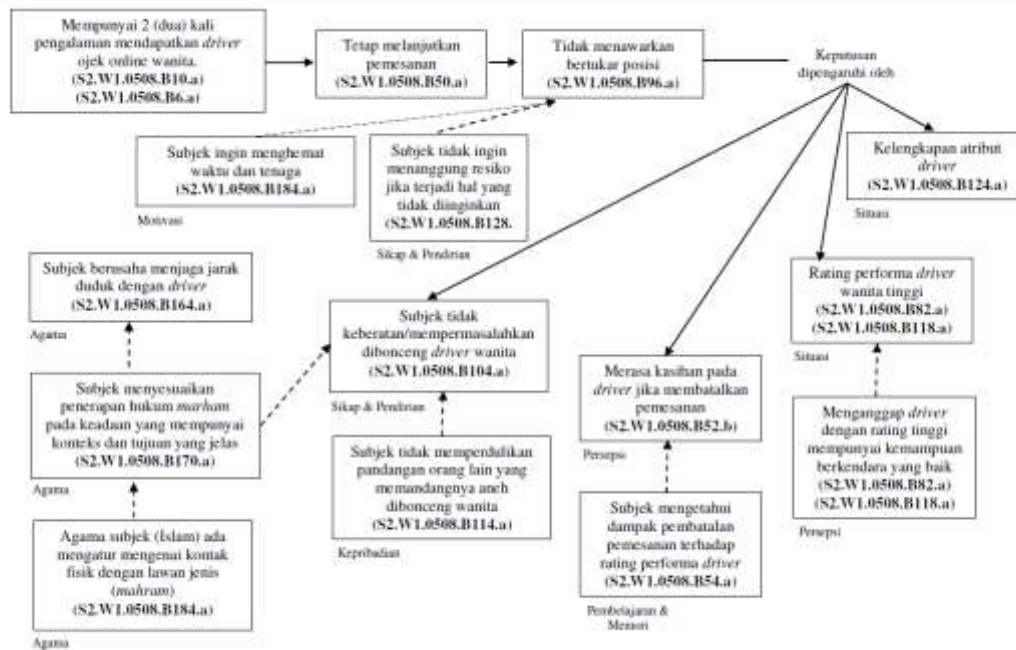 Mempunyai 2 (dua) kali
pengalaman mendapatkan driver
ojek online wanita.
(S2.W1.0508.B10.a)
(S2.W1.0508.B6.a)
Tetap melanjutkan
pemesanan
(S2.W1.0508.B50.a)
Tidak menawarkan
bertukar posisi
(S2.W1.0508.B96.a)
Keputusan
dipengaruhi oleh
Subjek ingin menghemat
waktu dan tenaga
(S2.W1.0508.B184.a)
Motivasi
Subjek tidak ingin
menanggung resiko
jika terjadi hal yang
tidak diinginkan
(S2.W1.0508.B128.
Sikap & Pendirian
Kelengkapan atribut
driver
(S2.W1.0508.B124.a)
Situasi
Subjek berusaha menjaga jarak
duduk dengan driver
(S2.W1.0508.B164.a)
Agama
Subjek tidak
keberatan/mempermasalahkan
dibonceng driver wanita
(S2.W1.0508.B104.a)
Sikap & Pendirian
Rating performa driver
wanita tinggi
(S2.W1.0508.B82.a)
(S2.W1.0508.B118.a)
Situasi
Subjek menyesuaikan
penerapan hukum marham
pada keadaan yang mempunyai
konteks dan tujuan yang jelas
(S2.W1.0508.B170.a)
Agama
Merasa kasihan pada
driver jika membatalkan
pemesanan
(S2.W1.0508.B52.b)
Persepsi
Menganggap driver
dengan rating tinggi
mempunyai kemampuan
berkendara yang baik
(S2.W1.0508.B82.a)
(S2.W1.0508.B118.a)
Persepsi
Subjek tidak memperdulikan
pandangan orang lain yang
memandangnya aneh
dibonceng wanita
(S2.W1.0508.B114.a)
Kepribadian
Agama subjek (Islam) ada
mengatur mengenai kontak
fisik dengan lawan jenis
(mahram)
(S2.W1.0508.B184.a)
Agama
Subjek mengetahui
dampak pembatalan
pemesanan terhadap
rating performa driver
(S2.W1.0508.B54.a)
Pembelajaran &
Memori